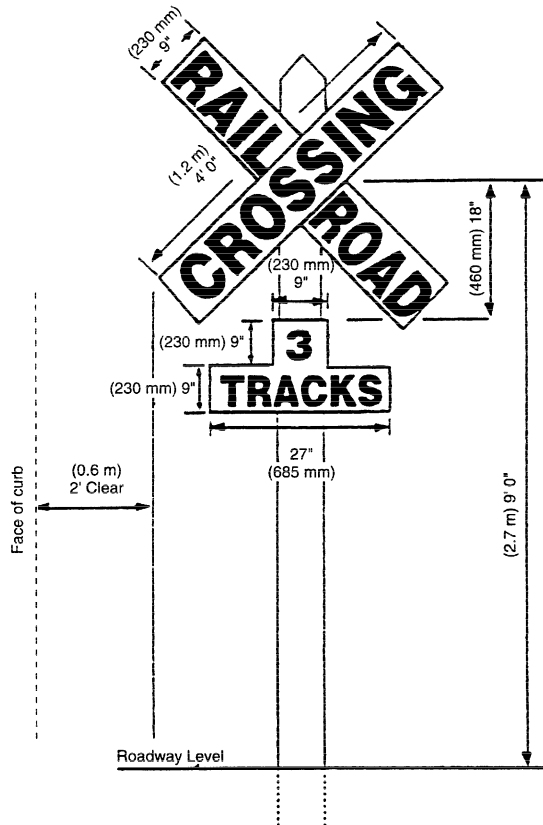 (230 mm)
9"
RAIL
ROAD
CROSSING
(1.2 m)
4' 0"
(460 mm) 18"
(230 mm)
9"
(230 mm) 9"
3
(230 mm) 9"
TRACKS
27"
(685 mm)
(0.6 m)
2' Clear
Face of curb
(2.7 m) 9' 0"
Roadway Level